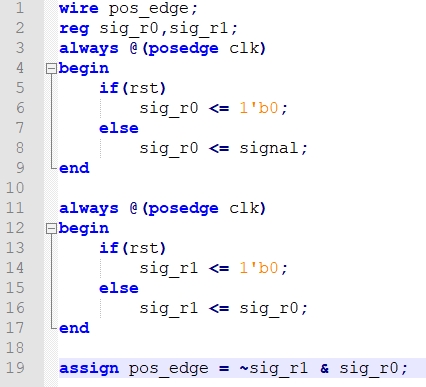 1 wire pos_edge;
2 reg sig_r0,sig_r1;
3 always @(posedge clk)
4 begin
5 if(rst)
6 sig_r0 <= 1'b0;
7 else
8 sig_r0 <= signal;
9 end
10
11 always @(posedge clk)
12 begin
13 if(rst)
14 sig_r1 <= 1'b0;
15 else
16 sig_r1 <= sig_r0;
17 end
18
19 assign pos_edge = ~sig_r1 & sig_r0;